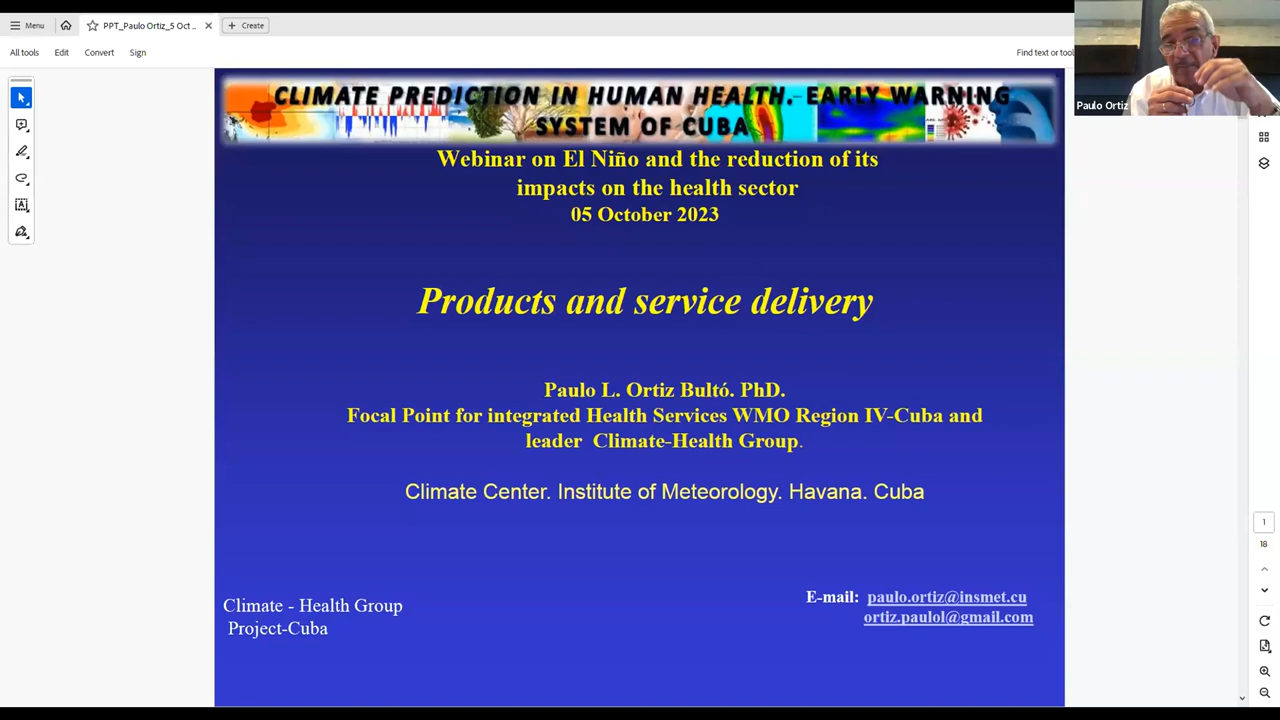 Menu
PPT_Paulo Ortiz_5 Oct ...
Create
All tools
Edit
Convert
Sign
Find text or tool
Paulo Ortiz
CLIMATE PREDICTION IN HUMAN HEALTH. EARLY WARNING
SYSTEM OF CUBA
Webinar on El Niño and the reduction of its
impacts on the health sector
05 October 2023
Products and service delivery
Paulo L. Ortiz Bultó. PhD.
Focal Point for integrated Health Services WMO Region IV-Cuba and
leader Climate-Health Group.
Climate Center. Institute of Meteorology. Havana. Cuba
Climate - Health Group
Project-Cuba
E-mail: paulo.ortiz@insmet.cu
ortiz.paulol@gmail.com
1
18